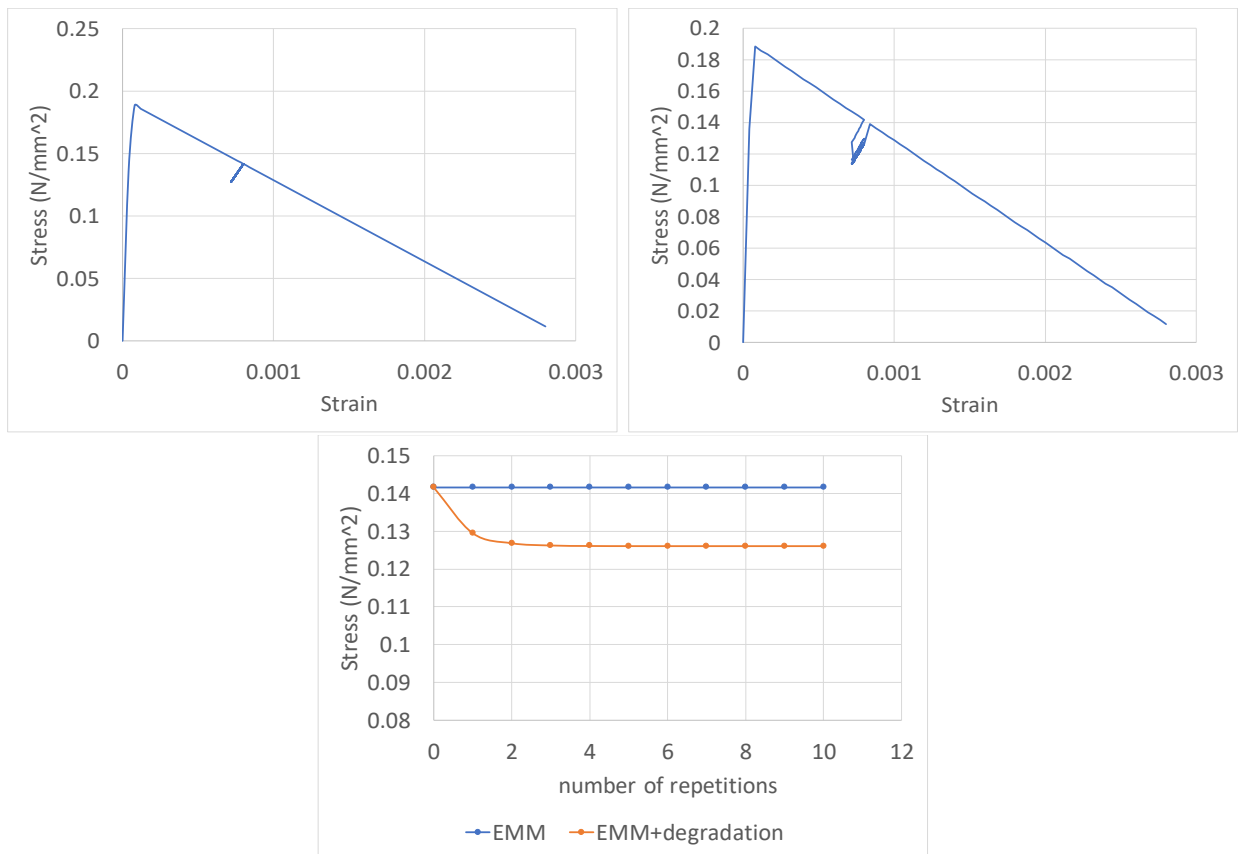 0.25
0.2
0.15
0.1
0.05
0
Stress (N/mm^2)
0 0.001 0.002 0.003
Strain
0.2
0.18
0.16
0.14
0.12
0.1
0.08
0.06
0.04
0.02
0
Stress (N/mm^2)
0 0.001 0.002 0.003
Strain
0.15
0.14
0.13
0.12
0.11
0.1
0.09
0.08
Stress (N/mm^2)
0 2 4 6 8 10 12
number of repetitions
EMM EMM+degradation